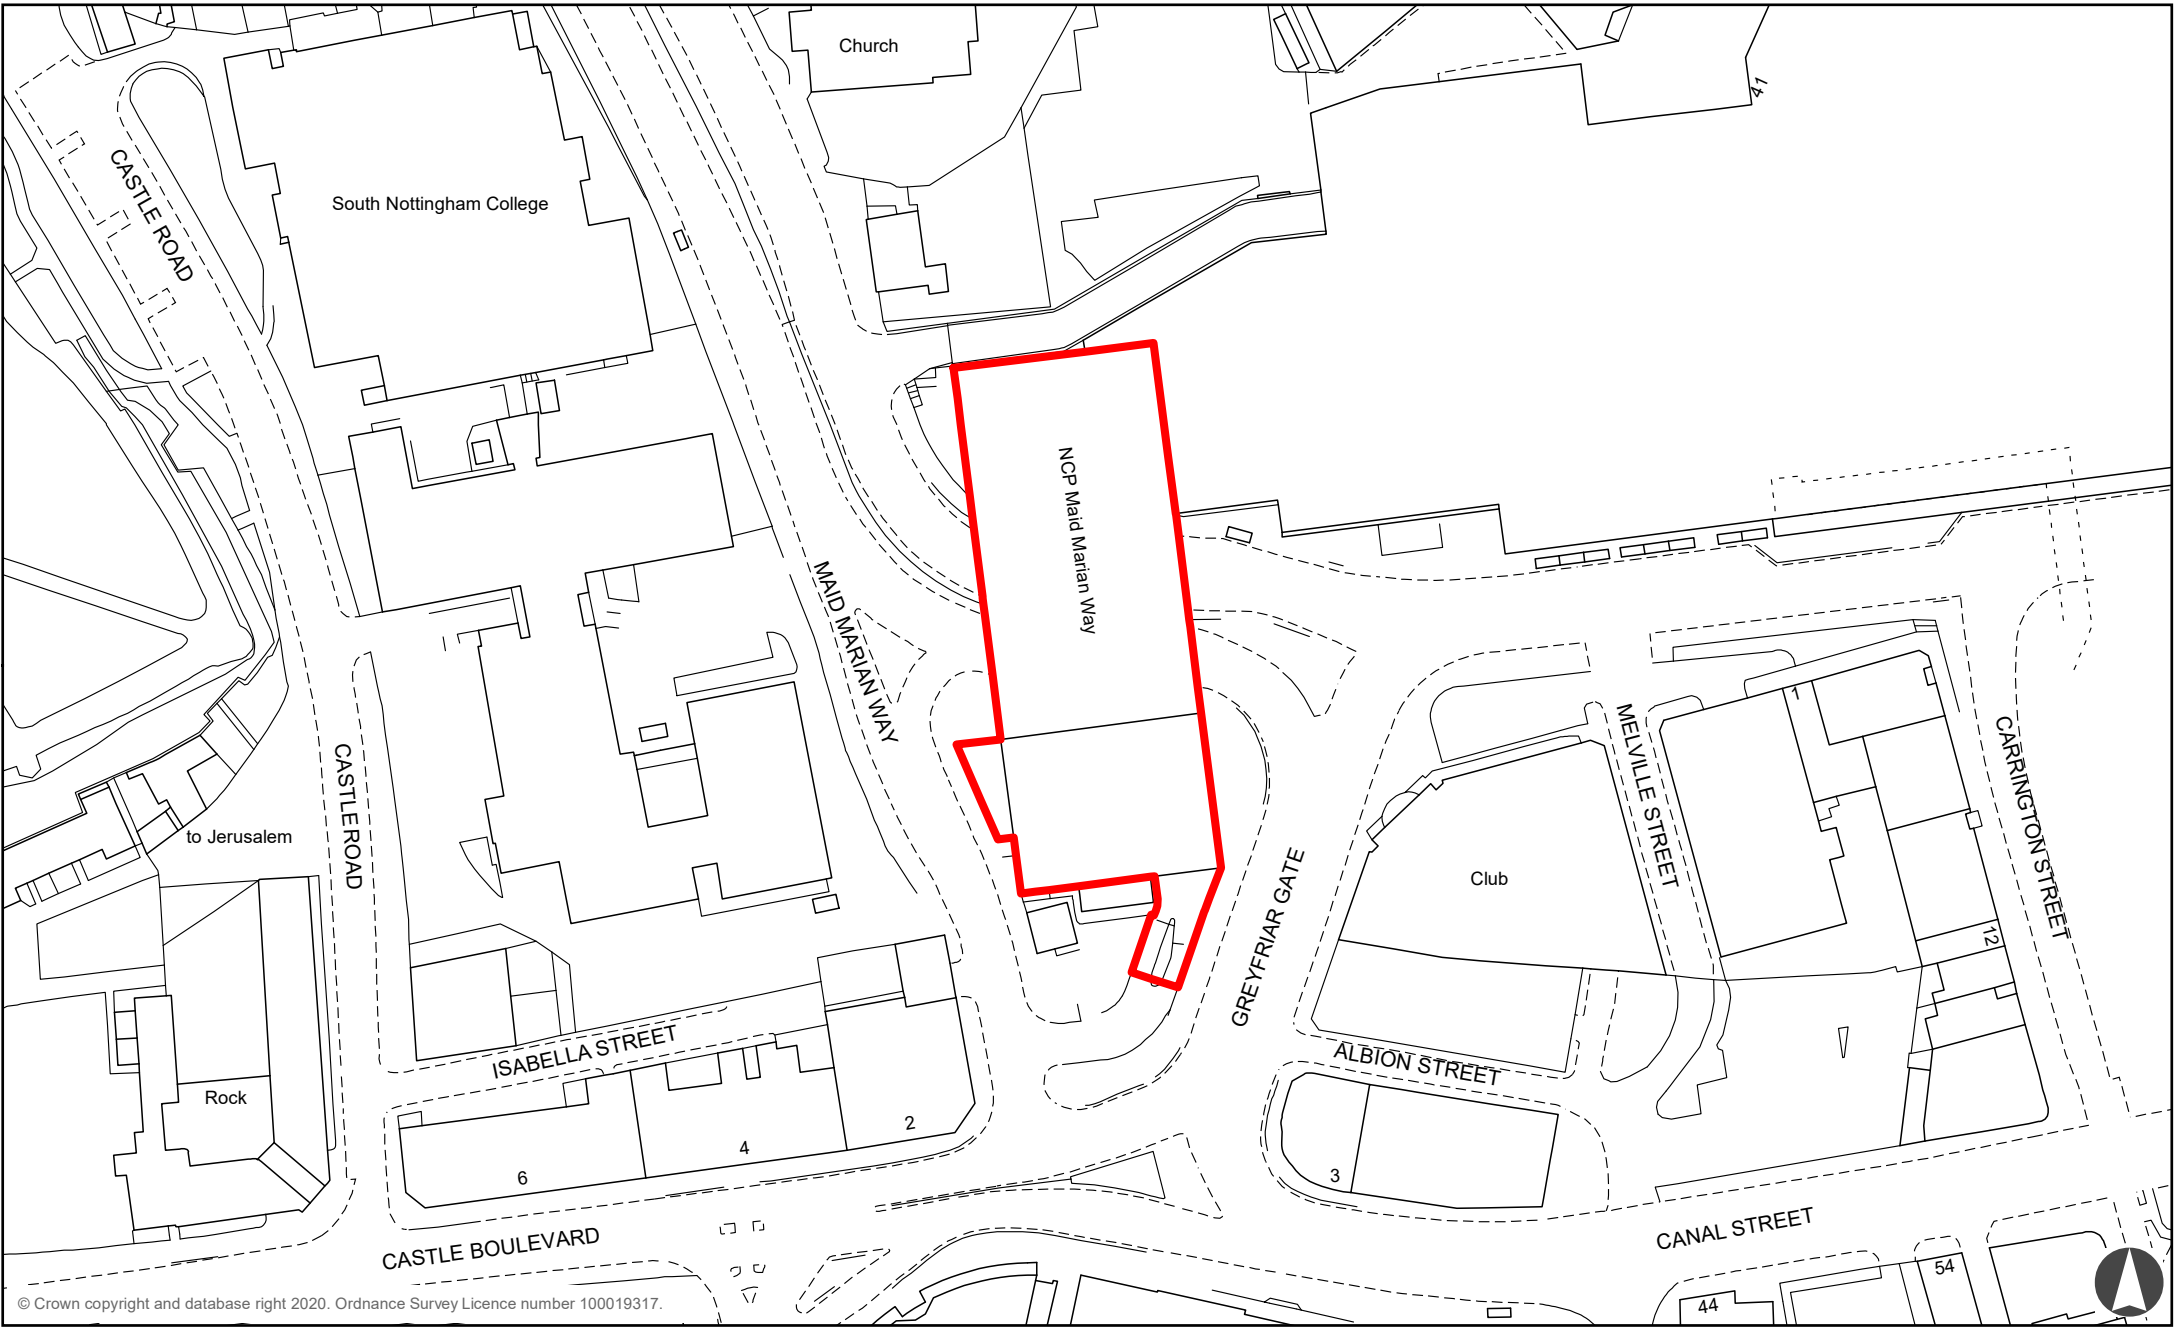 Church
41
CASTLE ROAD
South Nottingham College
NCP Maid Marian Way
MAID MARIAN WAY
1
MELVILLE STREET
CARRINGTON STREET
CASTLE ROAD
to Jerusalem
Club
GREYFRIAR GATE
12
ISABELLA STREET
ALBION STREET
Rock
2
4
6
3
CASTLE BOULEVARD
CANAL STREET
54
44
© Crown copyright and database right 2020. Ordnance Survey Licence number 100019317.